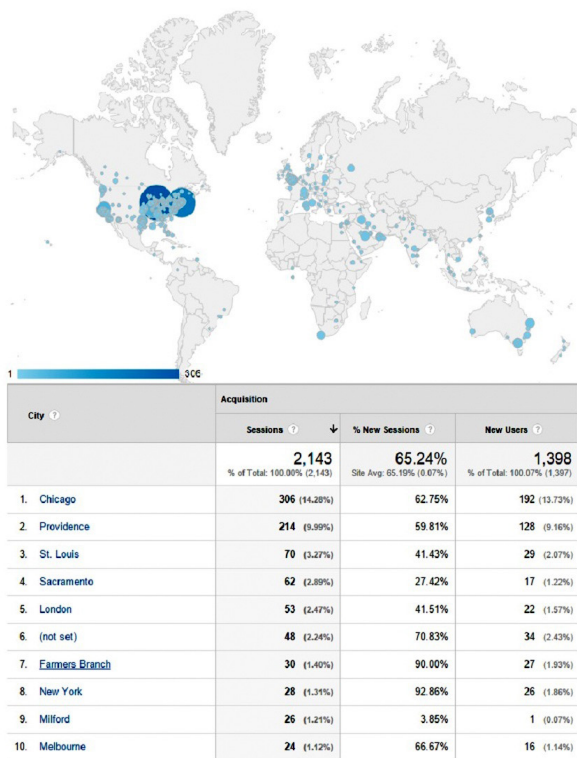 1 306
City ? Acquisition
Sessions ? ↓ % New Sessions ? New Users ?
2,143 65.24% 1,398
% of Total: 100.00% (2,143) Site Avg: 65.19% (0.07%) % of Total: 100.07% (1,397)
1. Chicago 306 (14.28%) 62.75% 192 (13.73%)
2. Providence 214 (9.99%) 59.81% 128 (9.16%)
3. St. Louis 70 (3.27%) 41.43% 29 (2.07%)
4. Sacramento 62 (2.89%) 27.42% 17 (1.22%)
5. London 53 (2.47%) 41.51% 22 (1.57%)
6. (not set) 48 (2.24%) 70.83% 34 (2.43%)
7. Farmers Branch 30 (1.40%) 90.00% 27 (1.93%)
8. New York 28 (1.31%) 92.86% 26 (1.86%)
9. Milford 26 (1.21%) 3.85% 1 (0.07%)
10. Melbourne 24 (1.12%) 66.67% 16 (1.14%)